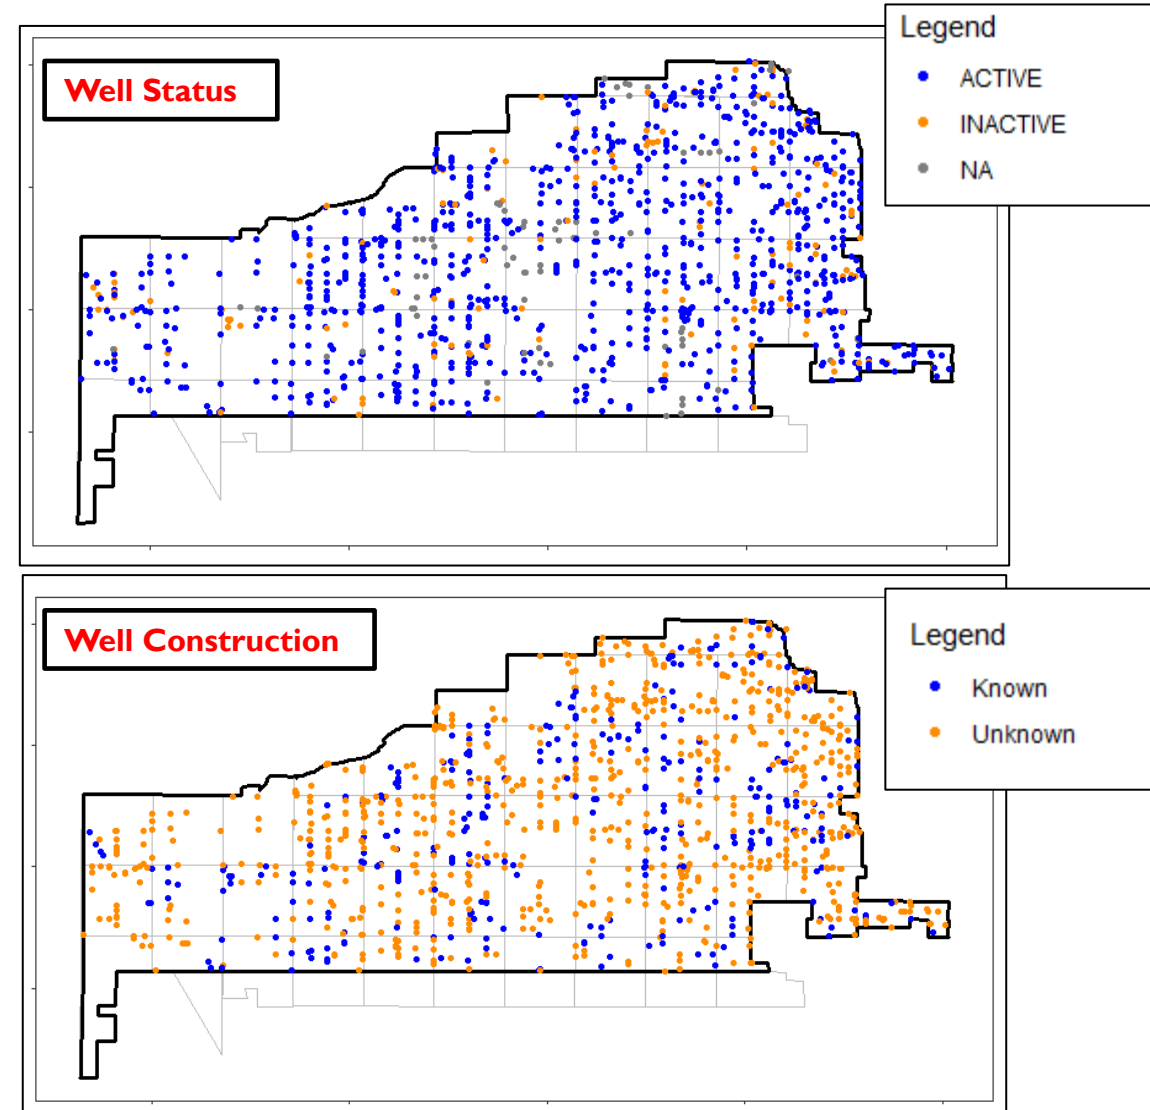 Legend
Well Status
ACTIVE
INACTIVE
NA
Well Construction
Legend
Known
Unknown